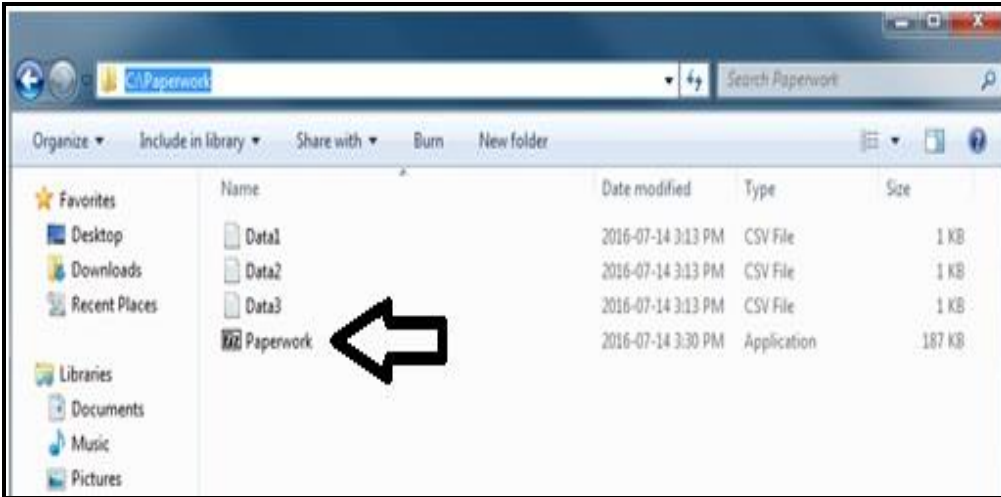 C:\Paperwork Search Paperwork
Organize Include in library Share with Burn New folder
Favorites
Desktop
Downloads
Recent Places
Libraries
Documents
Music
Pictures
Name Date modified Type Size
Data1 2016-07-14 3:13 PM CSV File 1 KB
Data2 2016-07-14 3:13 PM CSV File 1 KB
Data3 2016-07-14 3:13 PM CSV File 1 KB
Paperwork 2016-07-14 3:30 PM Application 187 KB